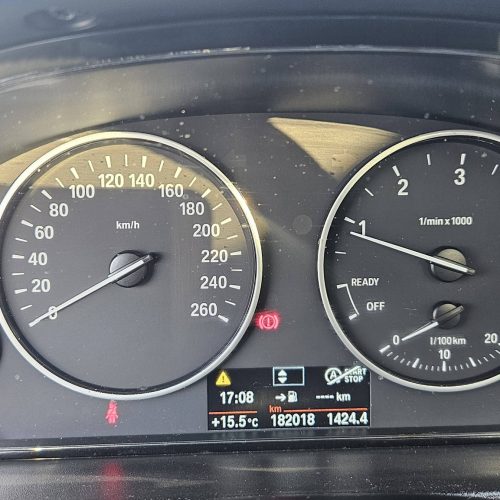 0
20
40
60
80
100
120
140
160
180
200
220
240
260
km/h
1
2
3
1/min x 1000
READY
OFF
0
10
20
l/100km
A START
STOP
17:08
---- km
km
+15.5°C
182018
1424.4